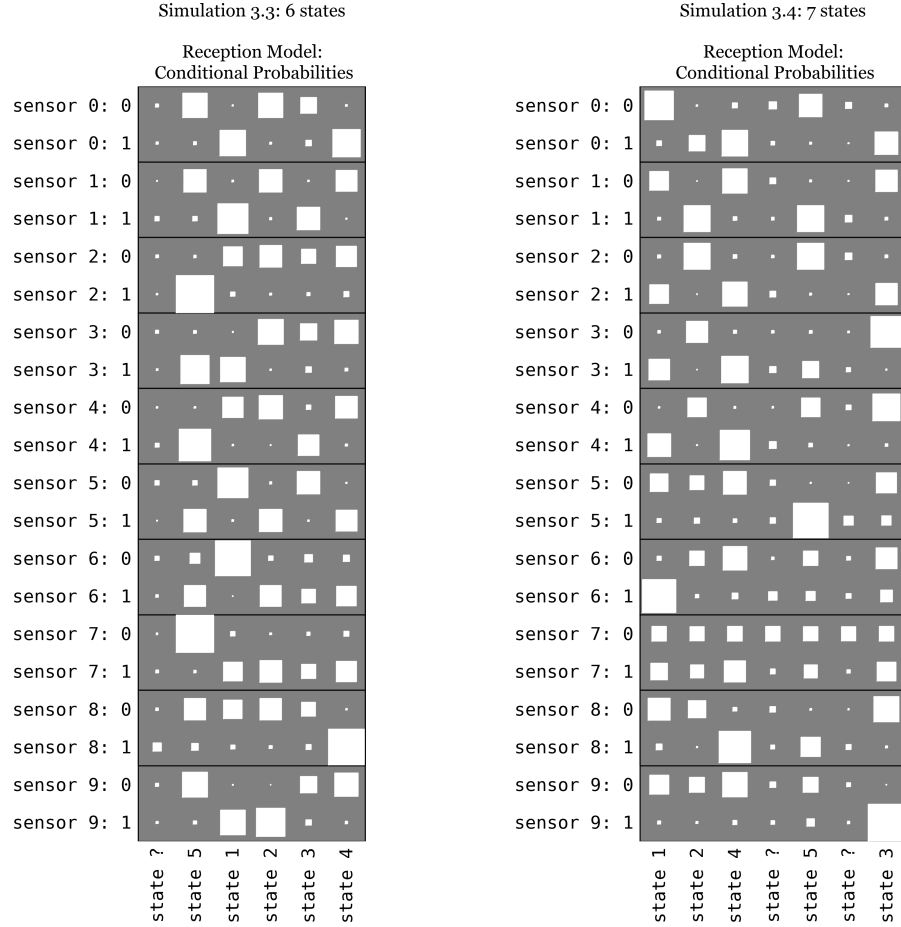 Simulation 3.3: 6 states
Reception Model:
Conditional Probabilities
sensor 0: 0
sensor 0: 1
sensor 1: 0
sensor 1: 1
sensor 2: 0
sensor 2: 1
sensor 3: 0
sensor 3: 1
sensor 4: 0
sensor 4: 1
sensor 5: 0
sensor 5: 1
sensor 6: 0
sensor 6: 1
sensor 7: 0
sensor 7: 1
sensor 8: 0
sensor 8: 1
sensor 9: 0
sensor 9: 1
state ?
state 5
state 1
state 2
state 3
state 4
Simulation 3.4: 7 states
Reception Model:
Conditional Probabilities
sensor 0: 0
sensor 0: 1
sensor 1: 0
sensor 1: 1
sensor 2: 0
sensor 2: 1
sensor 3: 0
sensor 3: 1
sensor 4: 0
sensor 4: 1
sensor 5: 0
sensor 5: 1
sensor 6: 0
sensor 6: 1
sensor 7: 0
sensor 7: 1
sensor 8: 0
sensor 8: 1
sensor 9: 0
sensor 9: 1
state 1
state 2
state 4
state ?
state 5
state ?
state 3